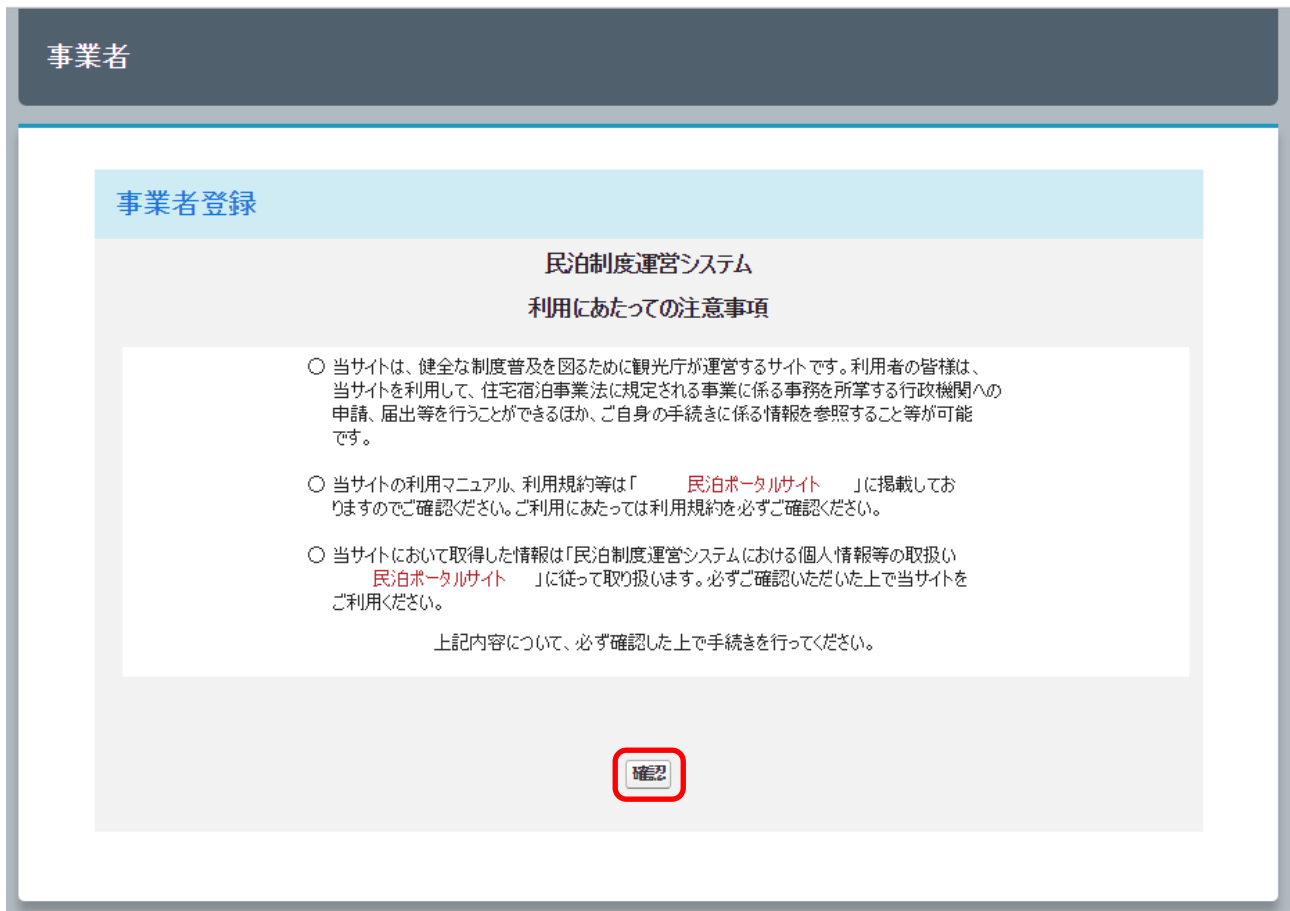 事業者
事業者登録
民泊制度運営システム
利用にあたっての注意事項
○ 当サイトは、健全な制度普及を図るために観光庁が運営するサイトです。利用者の皆様は、
当サイトを利用して、住宅宿泊事業法に規定される事業に係る事務を所掌する行政機関への
申請、届出等を行うことができるほか、ご自身の手続きに係る情報を参照すること等が可能
です。
○ 当サイトの利用マニュアル、利用規約等は「 民泊ポータルサイト 」に掲載してお
りますのでご確認ください。ご利用にあたっては利用規約を必ずご確認ください。
○ 当サイトにおいて取得した情報は「民泊制度運営システムにおける個人情報等の取扱い
民泊ポータルサイト 」に従って取り扱います。必ずご確認いただいた上で当サイトを
ご利用ください。
上記内容について、必ず確認した上で手続きを行ってください。
確認